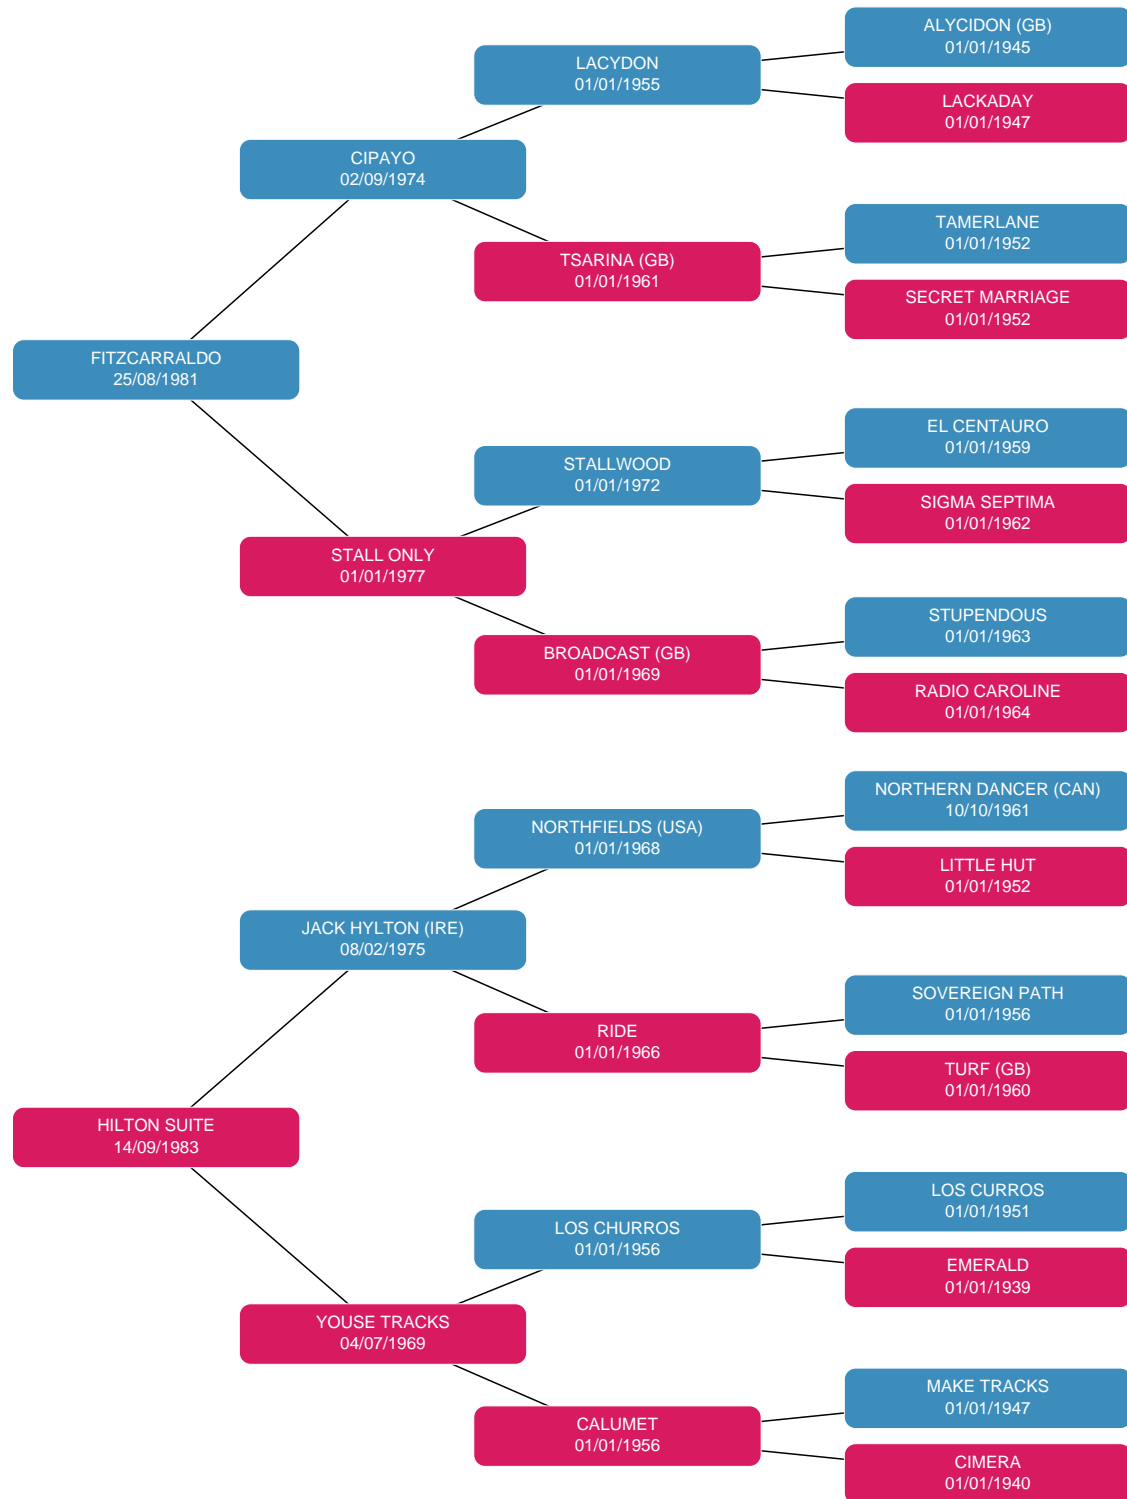 ALYCIDON (GB)
01/01/1945
LACYDON
01/01/1955
LACKADAY
01/01/1947
CIPAYO
02/09/1974
TAMERLANE
01/01/1952
TSARINA (GB)
01/01/1961
SECRET MARRIAGE
01/01/1952
FITZCARRALDO
25/08/1981
EL CENTAURO
01/01/1959
STALLWOOD
01/01/1972
SIGMA SEPTIMA
01/01/1962
STALL ONLY
01/01/1977
STUPENDOUS
01/01/1963
BROADCAST (GB)
01/01/1969
RADIO CAROLINE
01/01/1964
NORTHERN DANCER (CAN)
10/10/1961
NORTHFIELDS (USA)
01/01/1968
LITTLE HUT
01/01/1952
JACK HYLTON (IRE)
08/02/1975
SOVEREIGN PATH
01/01/1956
RIDE
01/01/1966
TURF (GB)
01/01/1960
HILTON SUITE
14/09/1983
LOS CURROS
01/01/1951
LOS CHURROS
01/01/1956
EMERALD
01/01/1939
YOUSE TRACKS
04/07/1969
MAKE TRACKS
01/01/1947
CALUMET
01/01/1956
CIMERA
01/01/1940